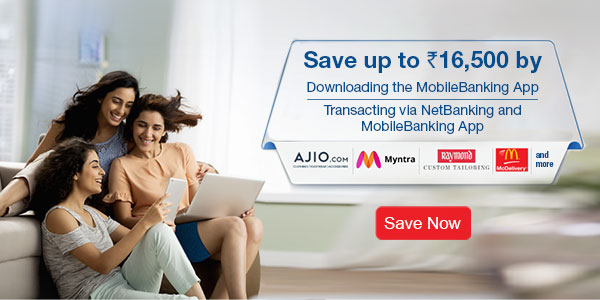 Save up to ₹16,500 by
Downloading the MobileBanking App
Transacting via NetBanking and
MobileBanking App
AJIO.COM
Myntra
Raymond
CUSTOM TAILORING
McDelivery
and
more
Save Now